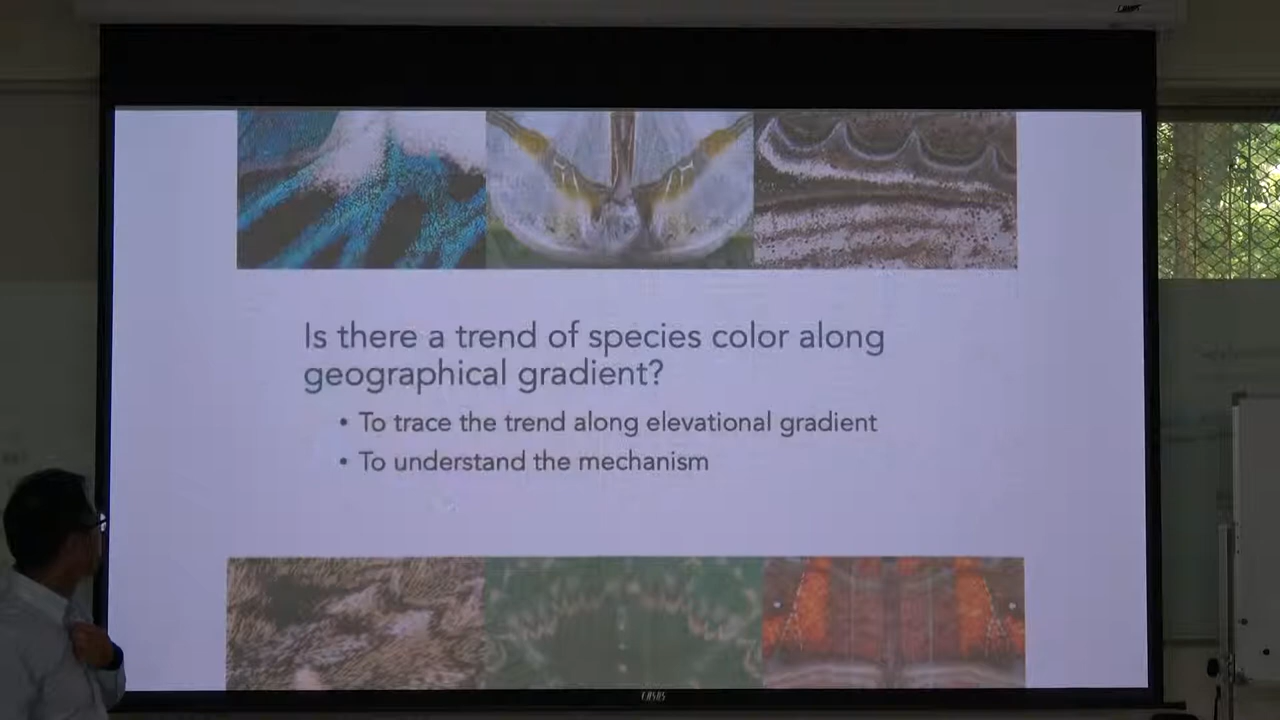 Is there a trend of species color along
geographical gradient?
• To trace the trend along elevational gradient
• To understand the mechanism